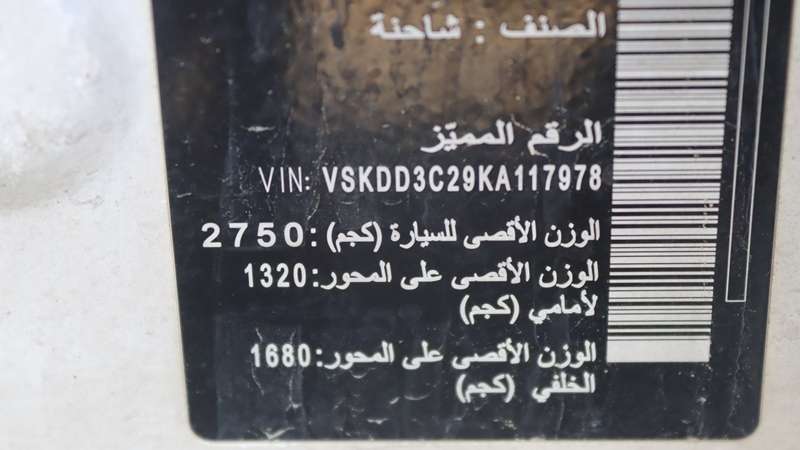 الصنف : شاحنة
الرقم المميّز
VIN: VSKDD3C29KA117978
الوزن الأقصى للسيارة (كجم) :2750
الوزن الأقصى على المحور:1320
لأمامي (كجم)
الوزن الأقصى على المحور:1680
الخلفي (كجم)